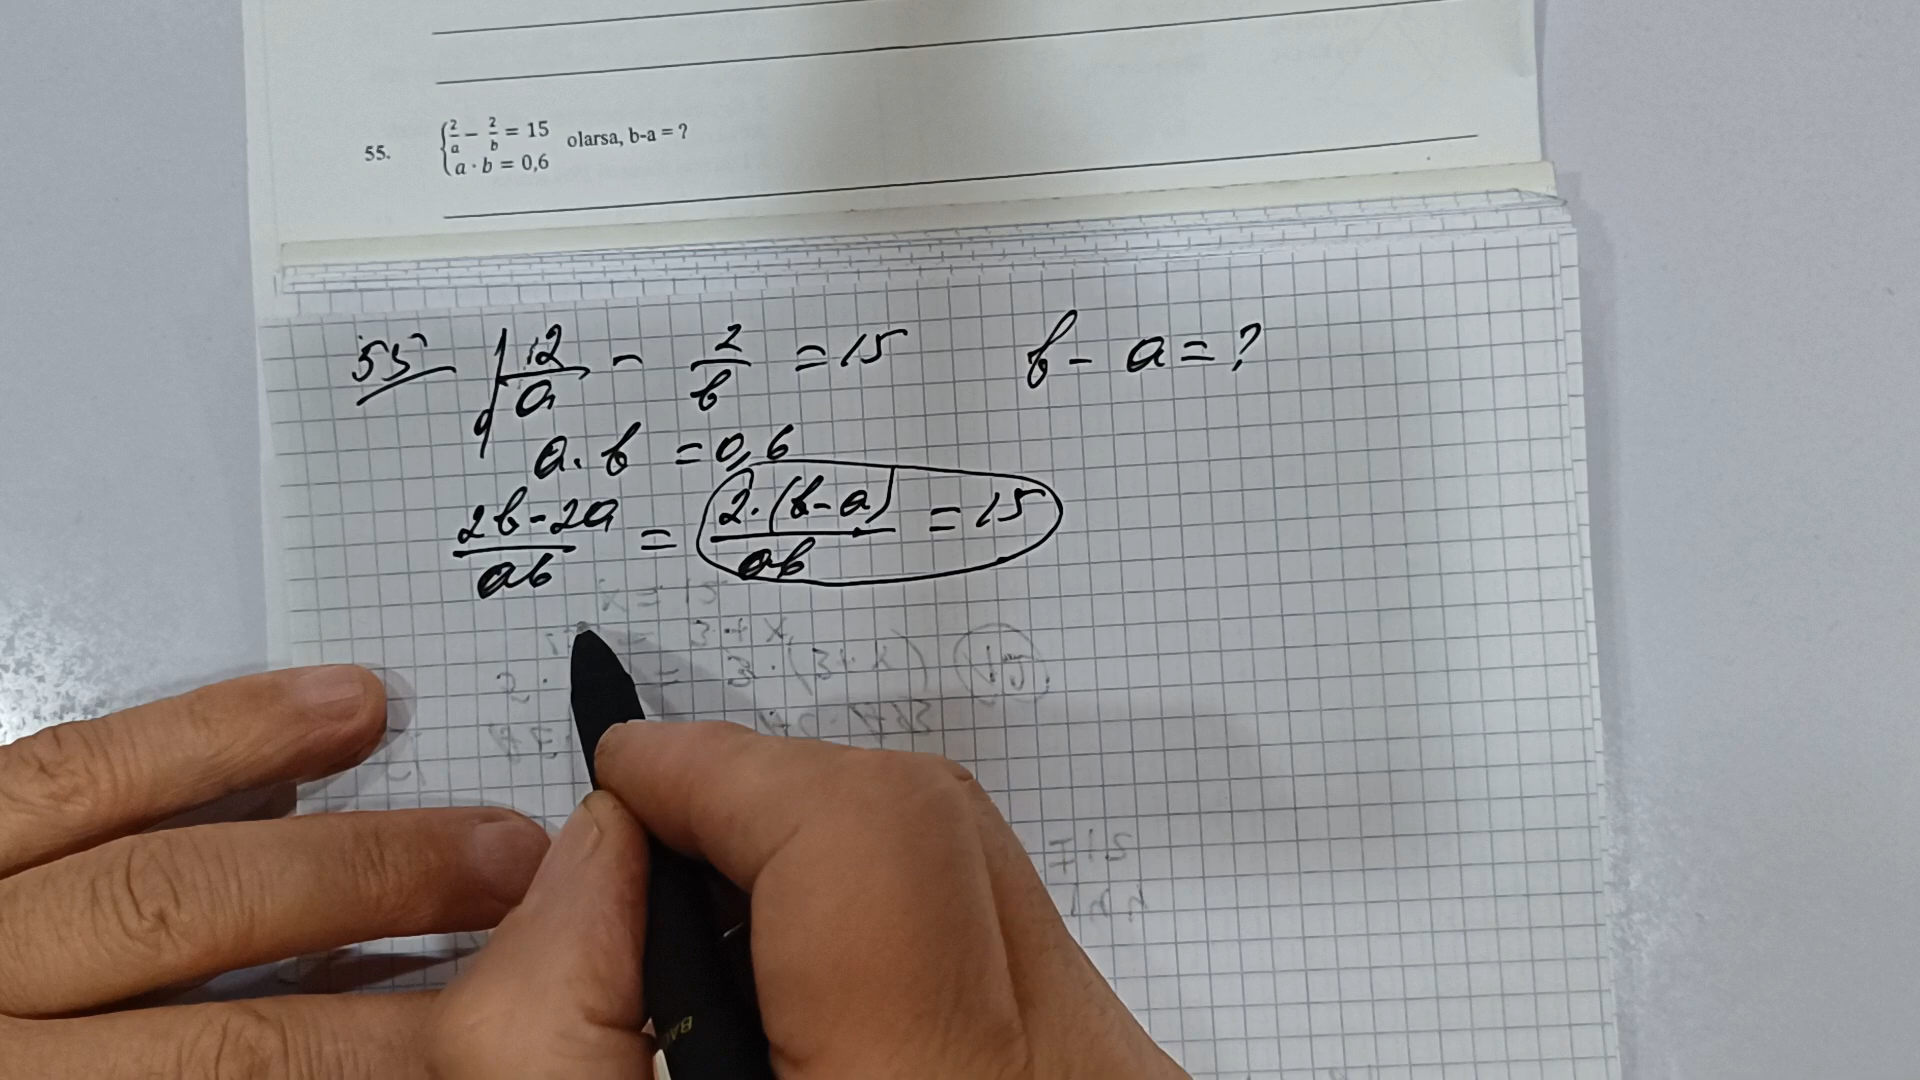 55. { 2/a − 2/b = 15 olarsa, b-a = ?
a · b = 0,6
55 2/a - 2/b = 15 b - a = ?
a · b = 0,6
2b-2a/ab = 2·(b-a)/ab = 15